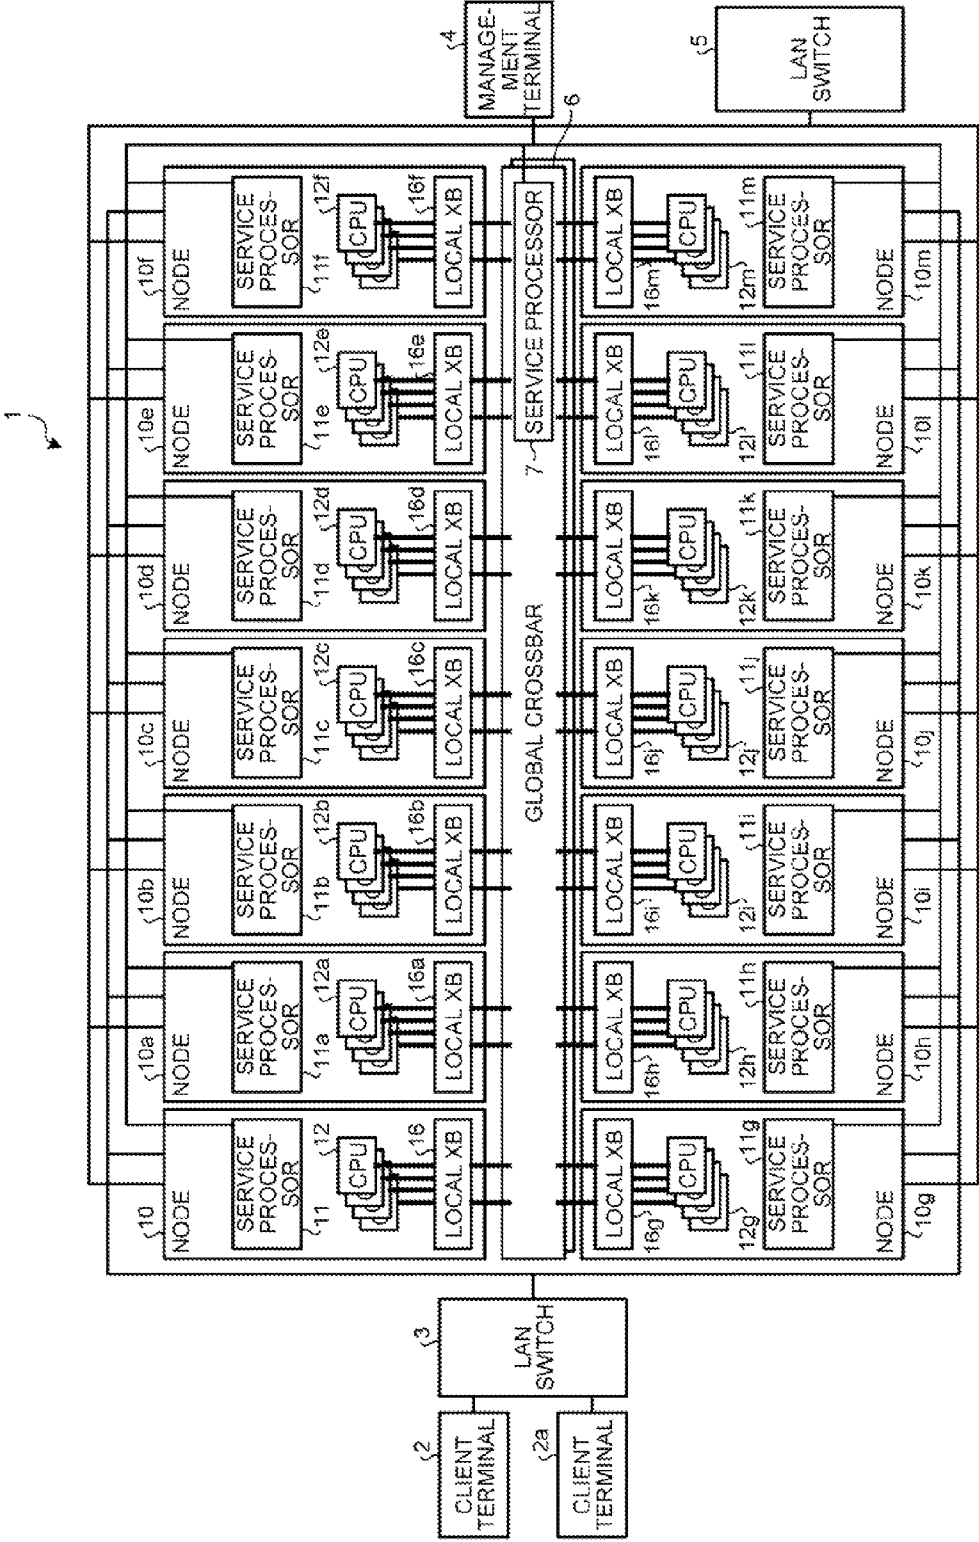 1
2
CLIENT
TERMINAL
2a
CLIENT
TERMINAL
3
LAN
SWITCH
4
MANAGE-
MENT
TERMINAL
5
LAN
SWITCH
6
7
SERVICE PROCESSOR
GLOBAL CROSSBAR
10
NODE
SERVICE
PROCES-
SOR
11
12
CPU
16
LOCAL XB
10a
NODE
SERVICE
PROCES-
SOR
11a
12a
CPU
16a
LOCAL XB
10b
NODE
SERVICE
PROCES-
SOR
11b
12b
CPU
16b
LOCAL XB
10c
NODE
SERVICE
PROCES-
SOR
11c
12c
CPU
16c
LOCAL XB
10d
NODE
SERVICE
PROCES-
SOR
11d
12d
CPU
16d
LOCAL XB
10e
NODE
SERVICE
PROCES-
SOR
11e
12e
CPU
16e
LOCAL XB
10f
NODE
SERVICE
PROCES-
SOR
11f
12f
CPU
16f
LOCAL XB
LOCAL XB
16g
CPU
12g
11g
SERVICE
PROCES-
SOR
NODE
10g
LOCAL XB
16h
CPU
12h
11h
SERVICE
PROCES-
SOR
NODE
10h
LOCAL XB
16i
CPU
12i
11i
SERVICE
PROCES-
SOR
NODE
10i
LOCAL XB
16j
CPU
12j
11j
SERVICE
PROCES-
SOR
NODE
10j
LOCAL XB
16k
CPU
12k
11k
SERVICE
PROCES-
SOR
NODE
10k
LOCAL XB
16l
CPU
12l
11l
SERVICE
PROCES-
SOR
NODE
10l
LOCAL XB
16m
CPU
12m
11m
SERVICE
PROCES-
SOR
NODE
10m